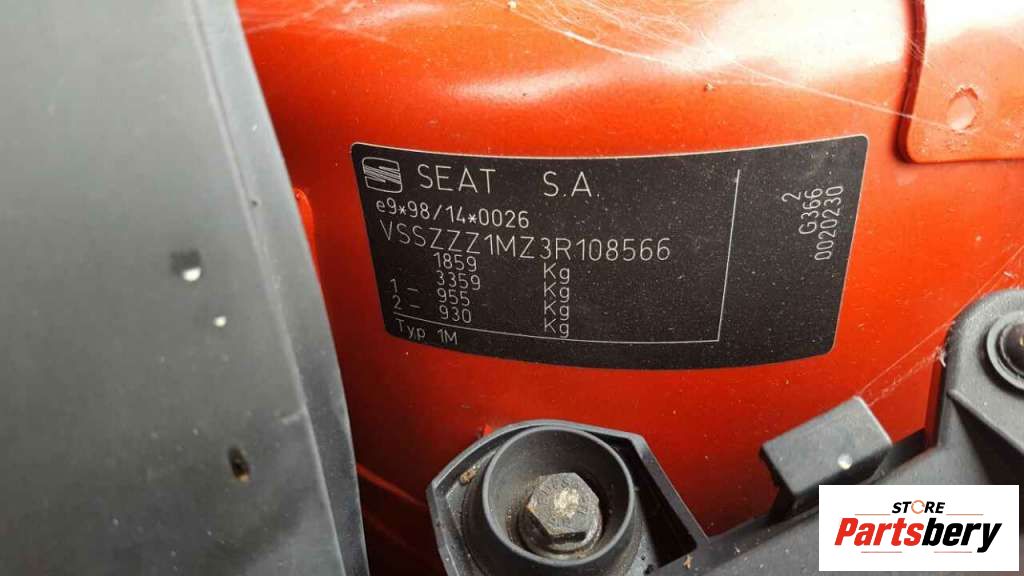 SEAT S.A.
e9*98/14*0026
VSSZZZ1MZ3R108566
1859 Kg
3359 Kg
1 - 955 Kg
2 - 930 Kg
Typ 1M
2
G366
0020230
STORE
Partsbery